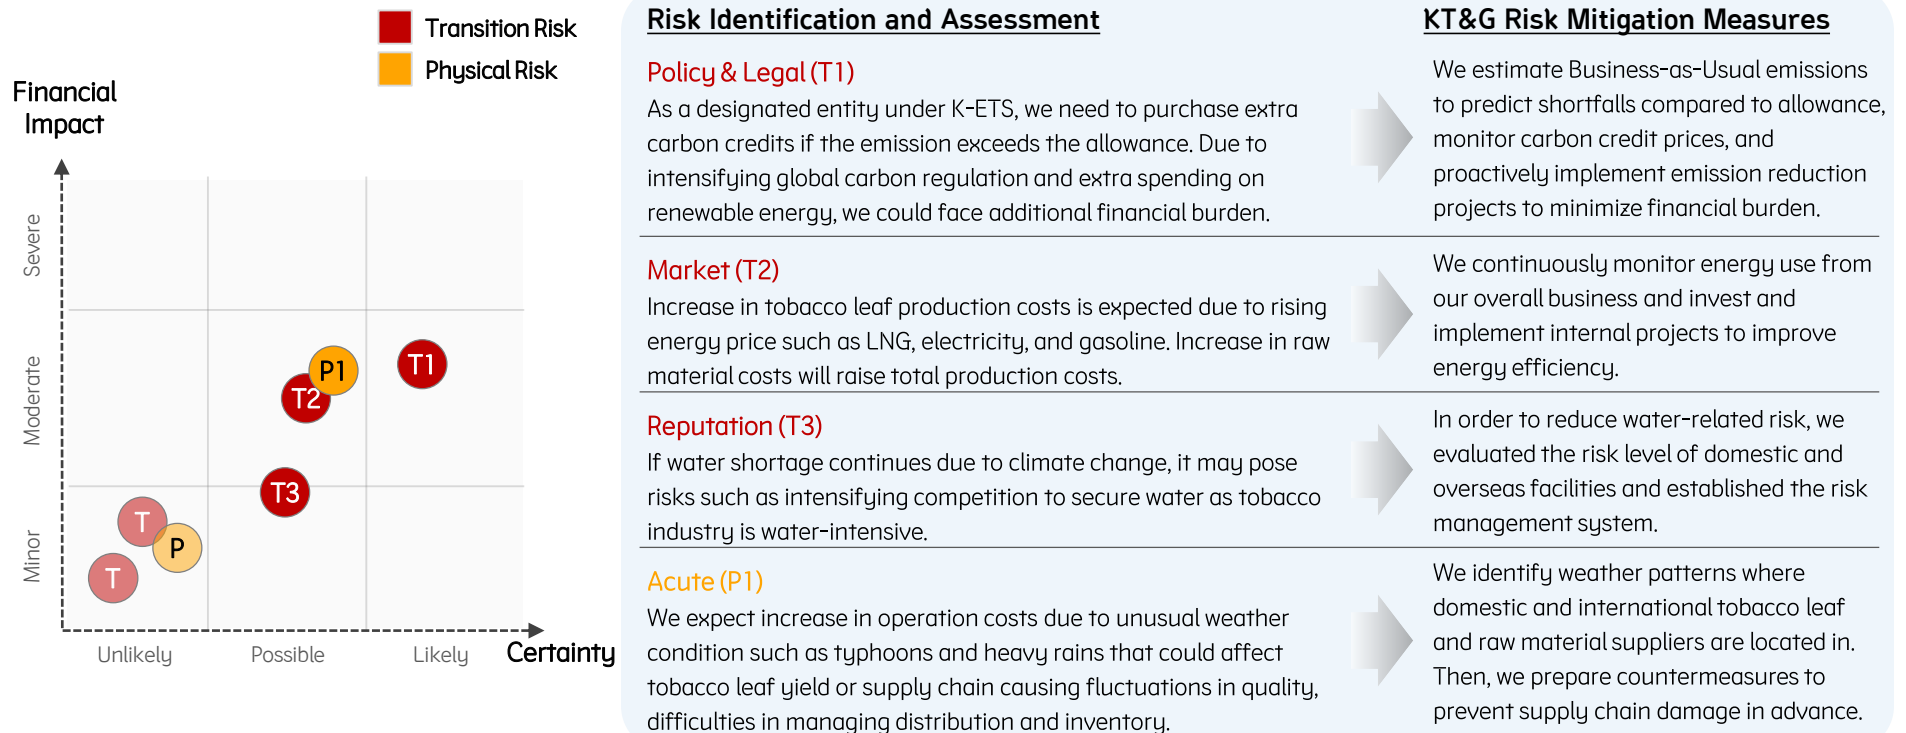 Transition Risk
Physical Risk
Financial
Impact
Severe
Moderate
Minor
T1
P1
T2
T3
T
P
T
Unlikely
Possible
Likely
Certainty
Risk Identification and Assessment
KT&G Risk Mitigation Measures
Policy & Legal (T1)
As a designated entity under K-ETS, we need to purchase extra
carbon credits if the emission exceeds the allowance. Due to
intensifying global carbon regulation and extra spending on
renewable energy, we could face additional financial burden.
We estimate Business-as-Usual emissions
to predict shortfalls compared to allowance,
monitor carbon credit prices, and
proactively implement emission reduction
projects to minimize financial burden.
Market (T2)
Increase in tobacco leaf production costs is expected due to rising
energy price such as LNG, electricity, and gasoline. Increase in raw
material costs will raise total production costs.
We continuously monitor energy use from
our overall business and invest and
implement internal projects to improve
energy efficiency.
Reputation (T3)
If water shortage continues due to climate change, it may pose
risks such as intensifying competition to secure water as tobacco
industry is water-intensive.
In order to reduce water-related risk, we
evaluated the risk level of domestic and
overseas facilities and established the risk
management system.
Acute (P1)
We expect increase in operation costs due to unusual weather
condition such as typhoons and heavy rains that could affect
tobacco leaf yield or supply chain causing fluctuations in quality,
difficulties in managing distribution and inventory.
We identify weather patterns where
domestic and international tobacco leaf
and raw material suppliers are located in.
Then, we prepare countermeasures to
prevent supply chain damage in advance.